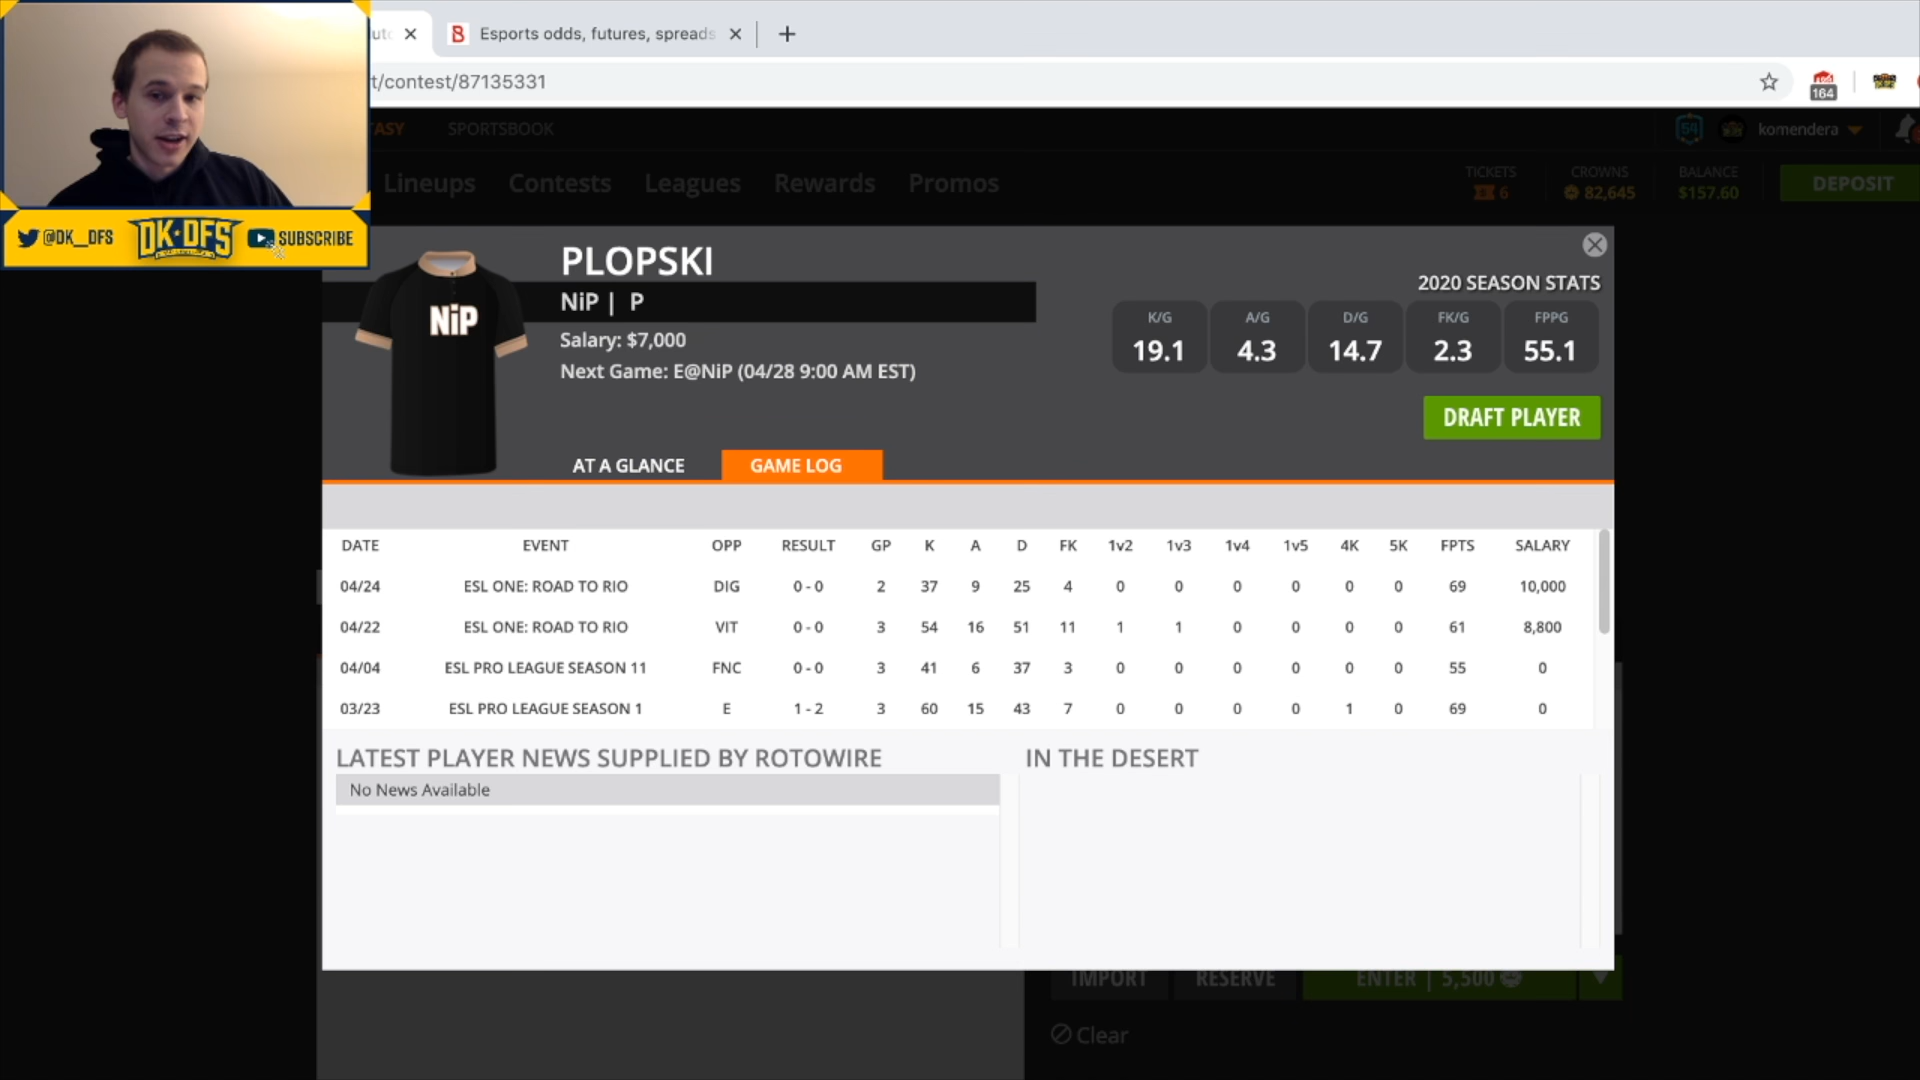 Esports odds, futures, spreads
t/contest/87135331
164
@DK__DFS DK★DFS SUBSCRIBE
SPORTSBOOK
54 komendera
Lineups Contests Leagues Rewards Promos
TICKETS CROWNS BALANCE
6 82,645 $157.60
DEPOSIT
NiP
PLOPSKI
NiP | P
Salary: $7,000
Next Game: E@NiP (04/28 9:00 AM EST)
2020 SEASON STATS
K/G A/G D/G FK/G FPPG
19.1 4.3 14.7 2.3 55.1
DRAFT PLAYER
AT A GLANCE GAME LOG
DATE EVENT OPP RESULT GP K A D FK 1v2 1v3 1v4 1v5 4K 5K FPTS SALARY
04/24 ESL ONE: ROAD TO RIO DIG 0 - 0 2 37 9 25 4 0 0 0 0 0 0 69 10,000
04/22 ESL ONE: ROAD TO RIO VIT 0 - 0 3 54 16 51 11 1 1 0 0 0 0 61 8,800
04/04 ESL PRO LEAGUE SEASON 11 FNC 0 - 0 3 41 6 37 3 0 0 0 0 0 0 55 0
03/23 ESL PRO LEAGUE SEASON 1 E 1 - 2 3 60 15 43 7 0 0 0 0 1 0 69 0
LATEST PLAYER NEWS SUPPLIED BY ROTOWIRE
No News Available
IN THE DESERT
IMPORT RESERVE ENTER | 5,500
Clear